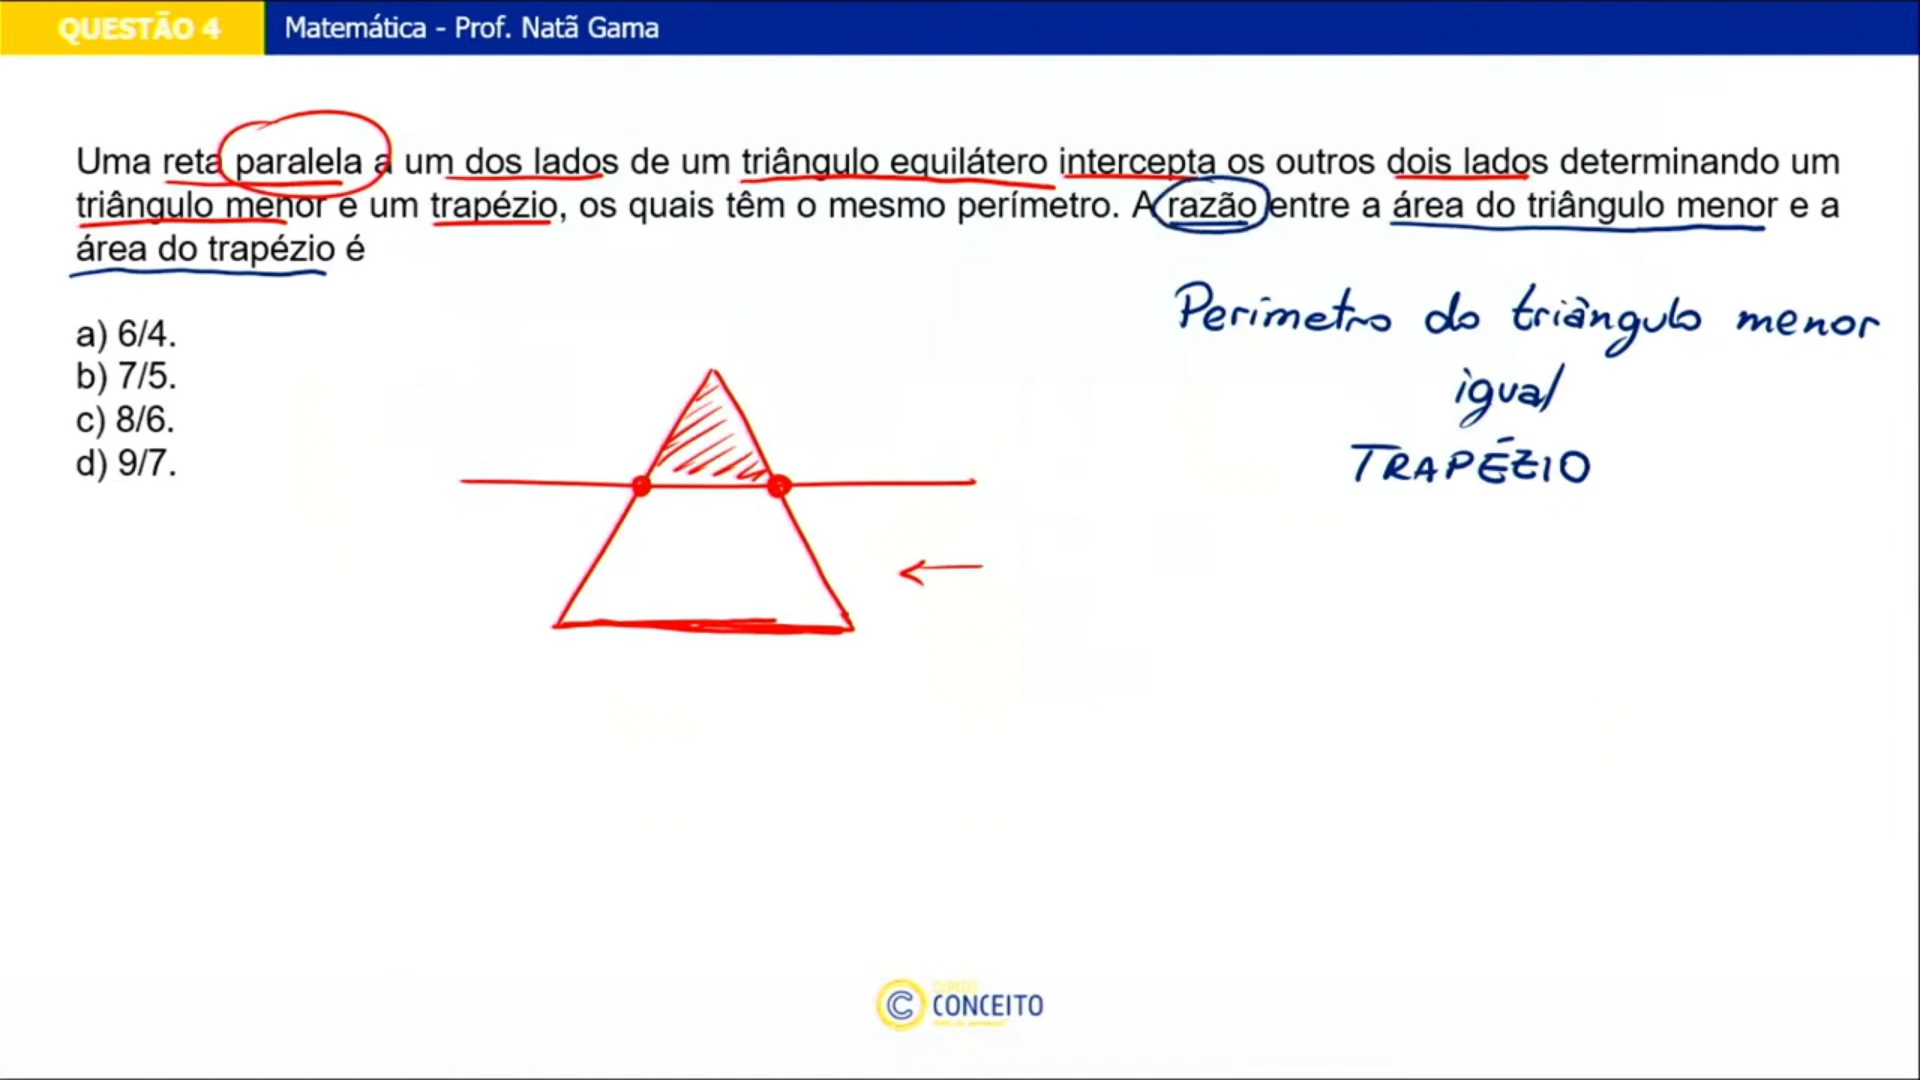 QUESTÃO 4
Matemática - Prof. Natã Gama
Uma reta paralela a um dos lados de um triângulo equilátero intercepta os outros dois lados determinando um
triângulo menor e um trapézio, os quais têm o mesmo perímetro. A razão entre a área do triângulo menor e a
área do trapézio é
a) 6/4.
b) 7/5.
c) 8/6.
d) 9/7.
Perímetro do triângulo menor
igual
TRAPÉZIO
C
CONCEITO